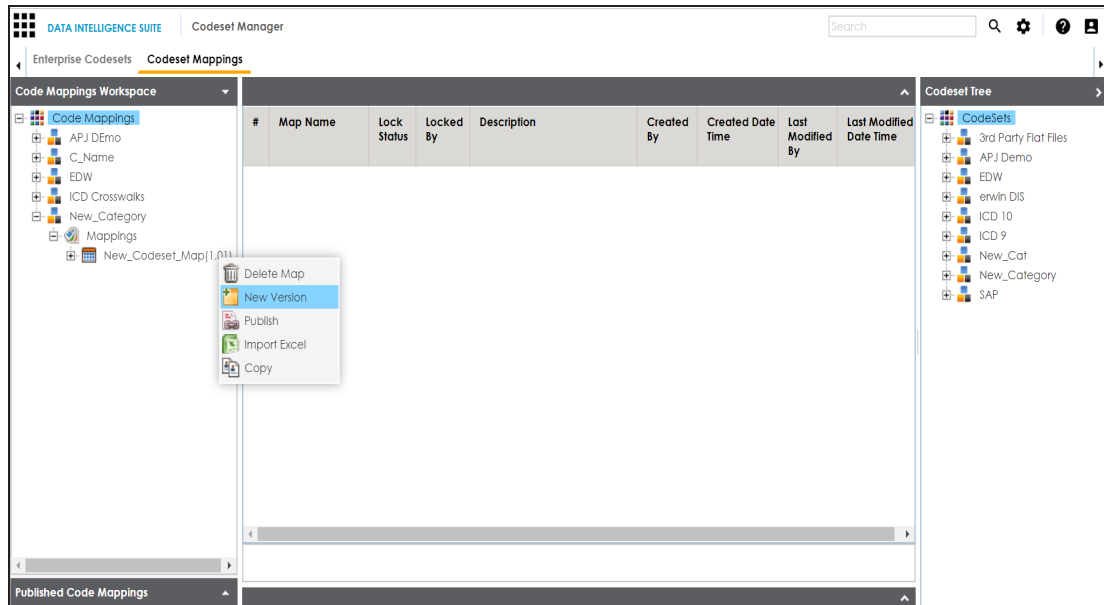 DATA INTELLIGENCE SUITE Codeset Manager Search
Enterprise Codesets Codeset Mappings
Code Mappings Workspace
Code Mappings
APJ DEmo
C_Name
EDW
ICD Crosswalks
New_Category
Mappings
New_Codeset_Map(1.01)
Delete Map
New Version
Publish
Import Excel
Copy
Published Code Mappings
# Map Name Lock Status Locked By Description Created By Created Date Time Last Modified By Last Modified Date Time
Codeset Tree
CodeSets
3rd Party Flat Files
APJ Demo
EDW
erwin DIS
ICD 10
ICD 9
New_Cat
New_Category
SAP